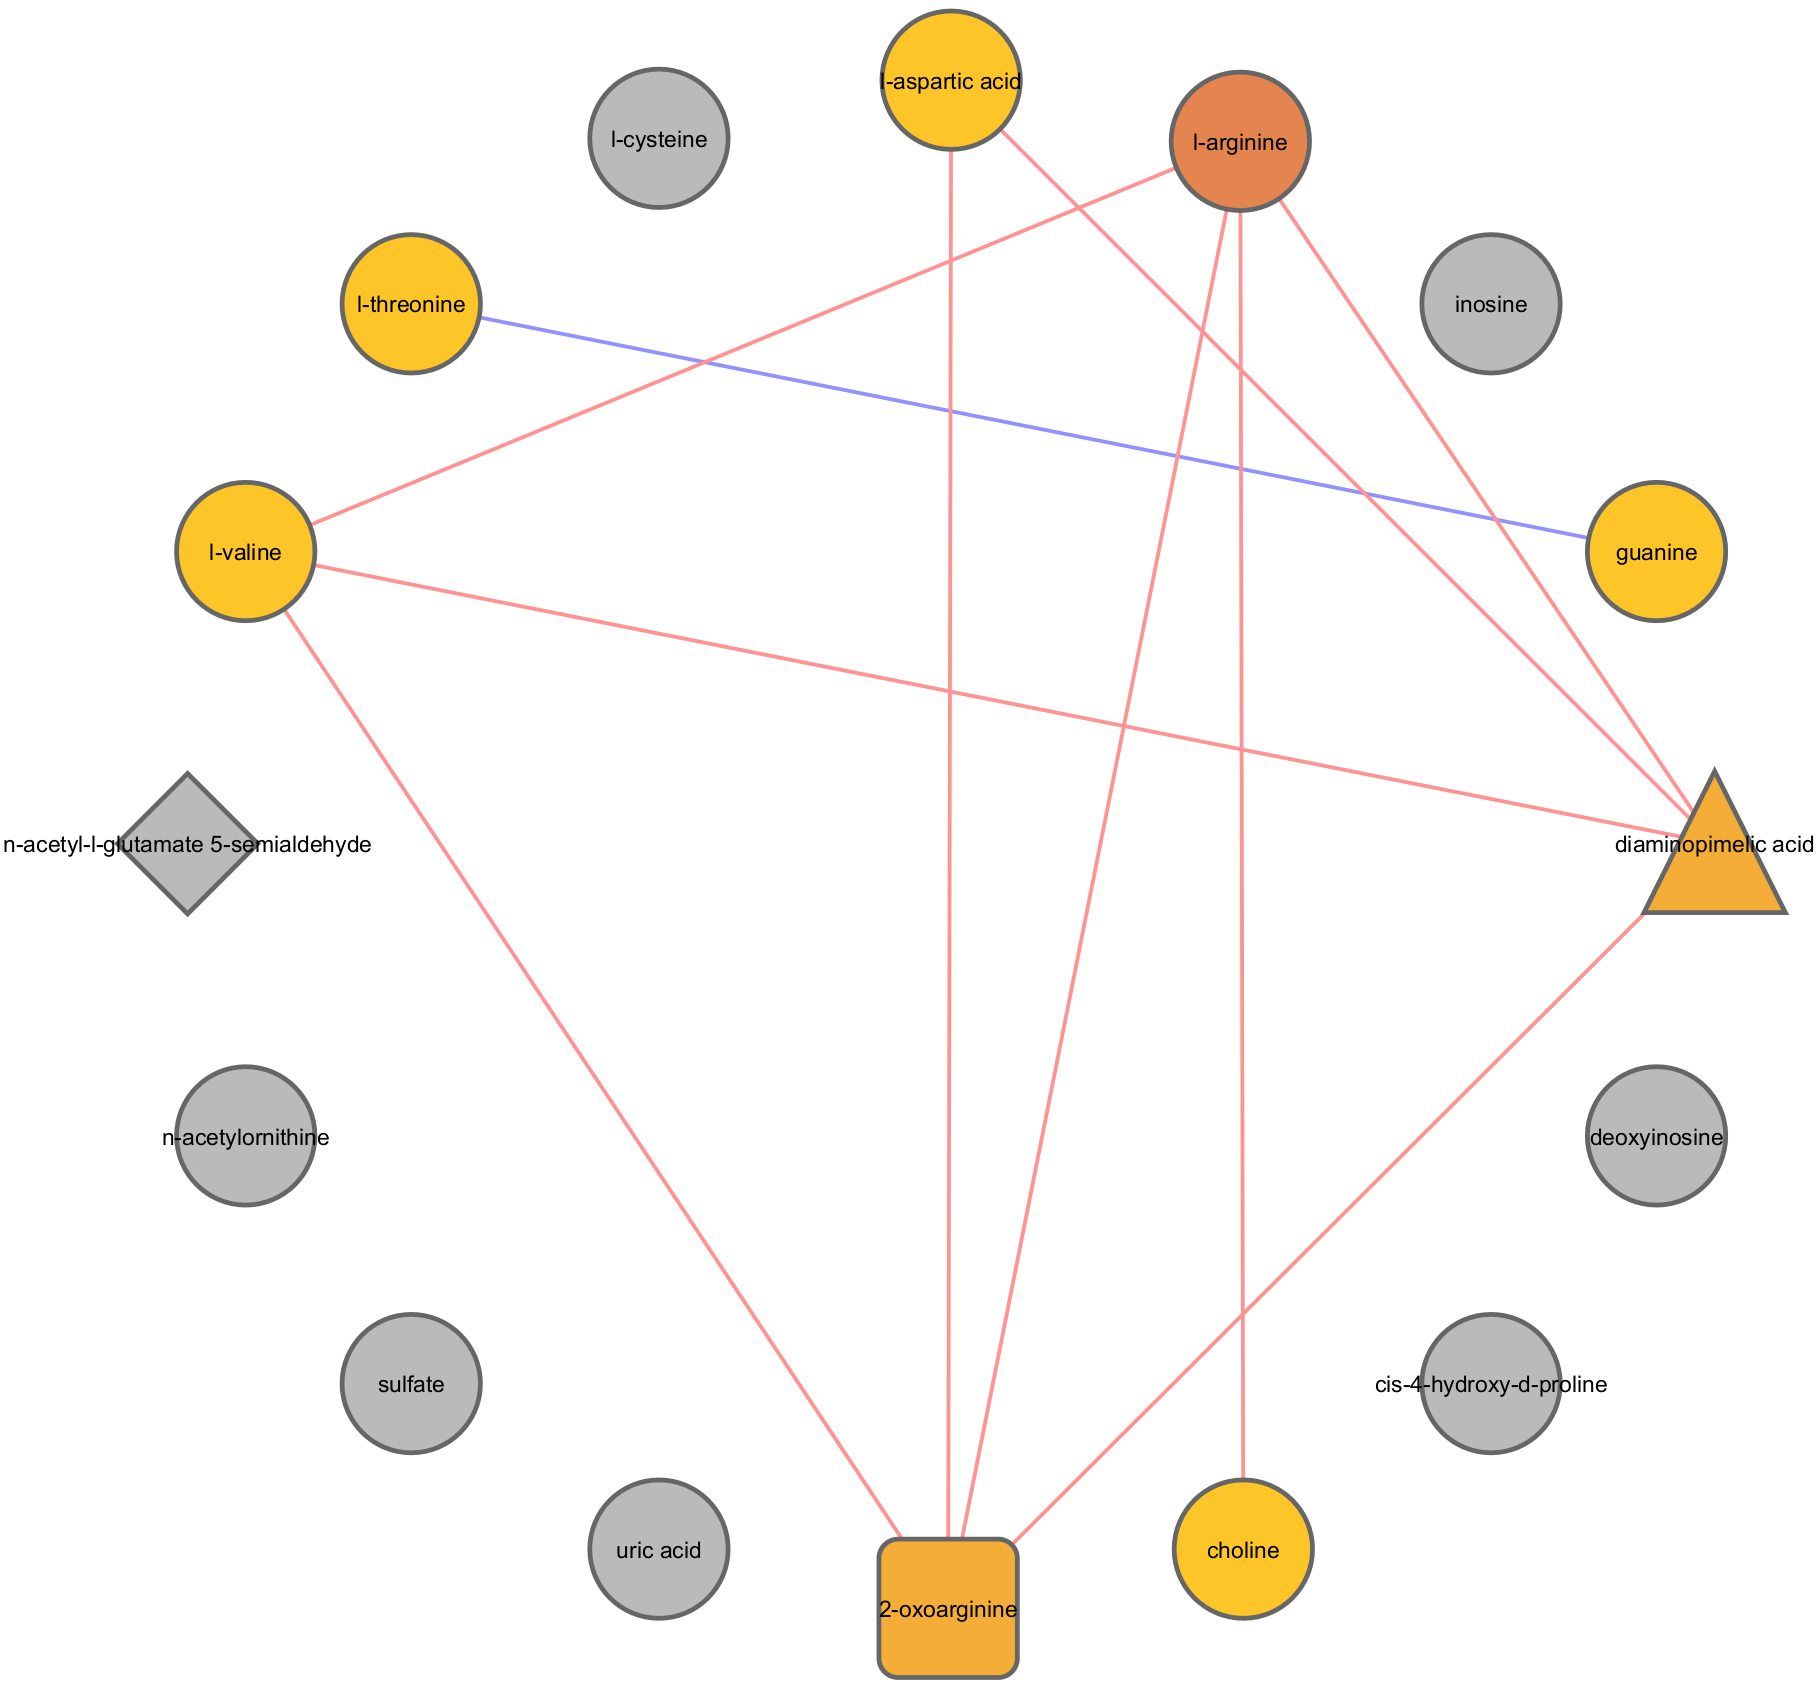 l-aspartic acid
l-cysteine
l-arginine
l-threonine
inosine
l-valine
guanine
n-acetyl-l-glutamate 5-semialdehyde
diaminopimelic acid
n-acetylornithine
deoxyinosine
sulfate
cis-4-hydroxy-d-proline
uric acid
choline
2-oxoarginine